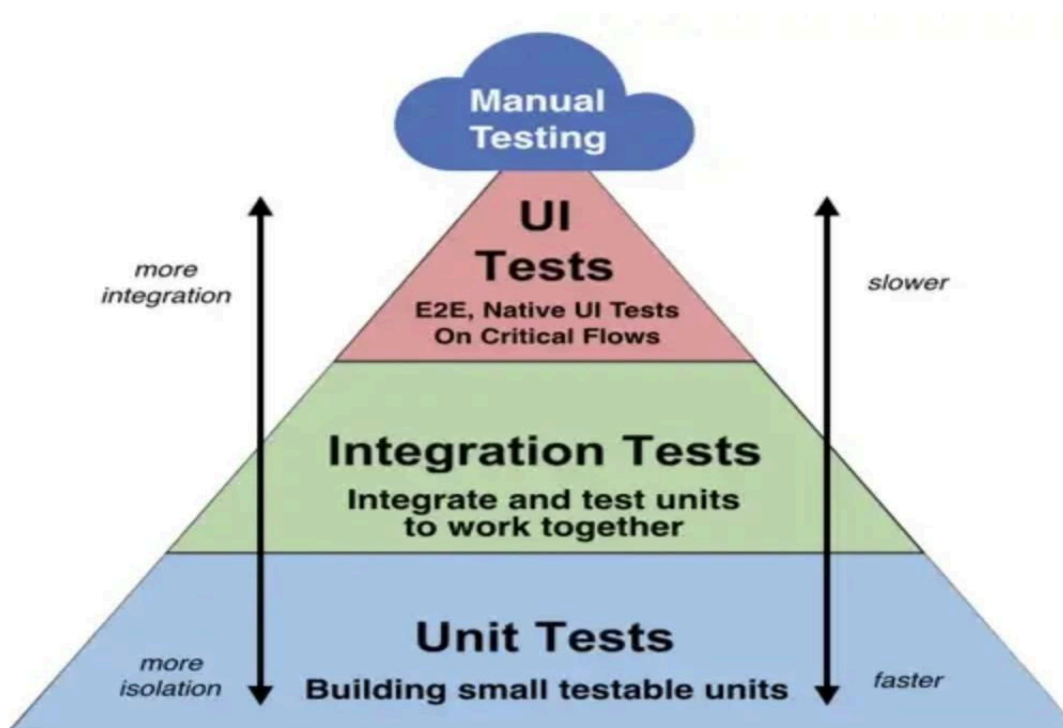 Manual
Testing
UI
Tests
E2E, Native UI Tests
On Critical Flows
more
integration
slower
Integration Tests
Integrate and test units
to work together
Unit Tests
Building small testable units
more
isolation
faster